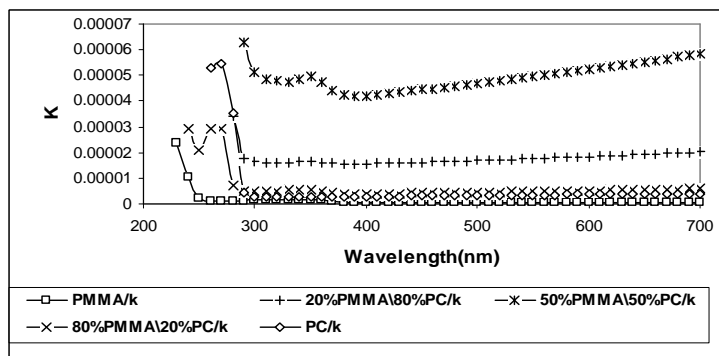 0.00007
0.00006
0.00005
0.00004
0.00003
0.00002
0.00001
0
K
200 300 400 500 600 700
Wavelength(nm)
PMMA/k 20%PMMA\80%PC/k 50%PMMA\50%PC/k
80%PMMA\20%PC/k PC/k